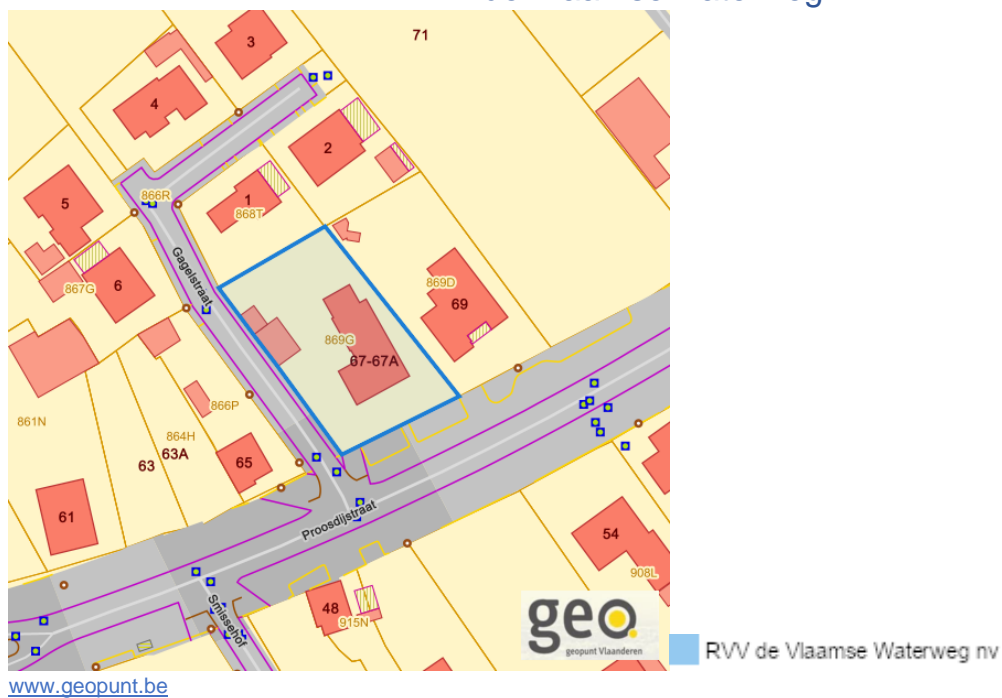 71
3
4
2
866R
1
868T
5
Gagelstraat
867G
6
869D
69
869G
67-67A
861N
866P
864H
63A
63
65
61
Proosdijstraat
54
908L
48
915N
Smissehof
geo
geopunt Vlaanderen
RVV de Vlaamse Waterweg nv
www.geopunt.be